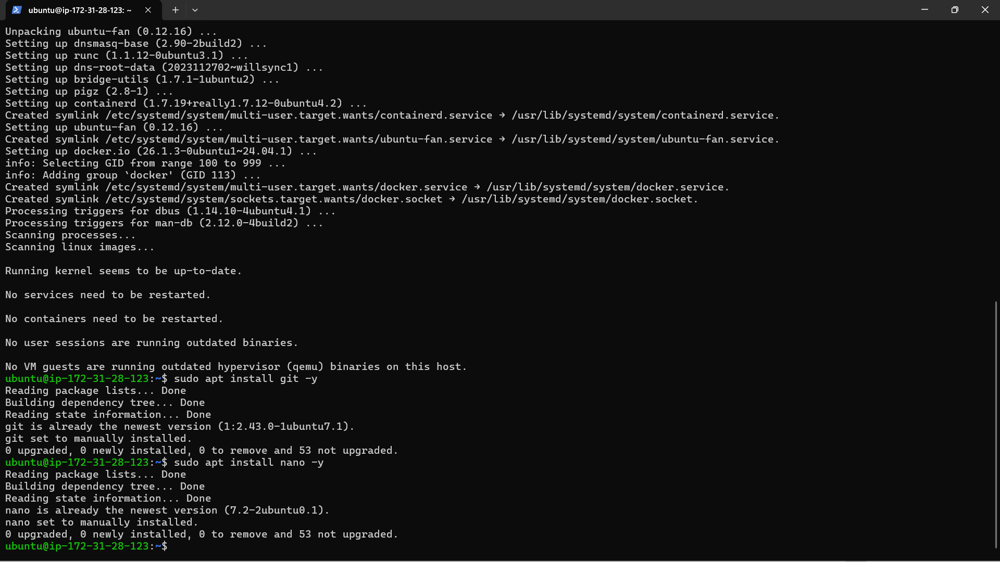 ubuntu@ip-172-31-28-123: ~
Unpacking ubuntu-fan (0.12.16) ...
Setting up dnsmasq-base (2.90-2build2) ...
Setting up runc (1.1.12-0ubuntu3.1) ...
Setting up dns-root-data (2023112702~willsync1) ...
Setting up bridge-utils (1.7.1-1ubuntu2) ...
Setting up pigz (2.8-1) ...
Setting up containerd (1.7.19+really1.7.12-0ubuntu4.2) ...
Created symlink /etc/systemd/system/multi-user.target.wants/containerd.service → /usr/lib/systemd/system/containerd.service.
Setting up ubuntu-fan (0.12.16) ...
Created symlink /etc/systemd/system/multi-user.target.wants/ubuntu-fan.service → /usr/lib/systemd/system/ubuntu-fan.service.
Setting up docker.io (26.1.3-0ubuntu1~24.04.1) ...
info: Selecting GID from range 100 to 999 ...
info: Adding group `docker' (GID 113) ...
Created symlink /etc/systemd/system/multi-user.target.wants/docker.service → /usr/lib/systemd/system/docker.service.
Created symlink /etc/systemd/system/sockets.target.wants/docker.socket → /usr/lib/systemd/system/docker.socket.
Processing triggers for dbus (1.14.10-4ubuntu4.1) ...
Processing triggers for man-db (2.12.0-4build2) ...
Scanning processes...
Scanning linux images...
Running kernel seems to be up-to-date.
No services need to be restarted.
No containers need to be restarted.
No user sessions are running outdated binaries.
No VM guests are running outdated hypervisor (qemu) binaries on this host.
ubuntu@ip-172-31-28-123:~$ sudo apt install git -y
Reading package lists... Done
Building dependency tree... Done
Reading state information... Done
git is already the newest version (1:2.43.0-1ubuntu7.1).
git set to manually installed.
0 upgraded, 0 newly installed, 0 to remove and 53 not upgraded.
ubuntu@ip-172-31-28-123:~$ sudo apt install nano -y
Reading package lists... Done
Building dependency tree... Done
Reading state information... Done
nano is already the newest version (7.2-2ubuntu0.1).
nano set to manually installed.
0 upgraded, 0 newly installed, 0 to remove and 53 not upgraded.
ubuntu@ip-172-31-28-123:~$